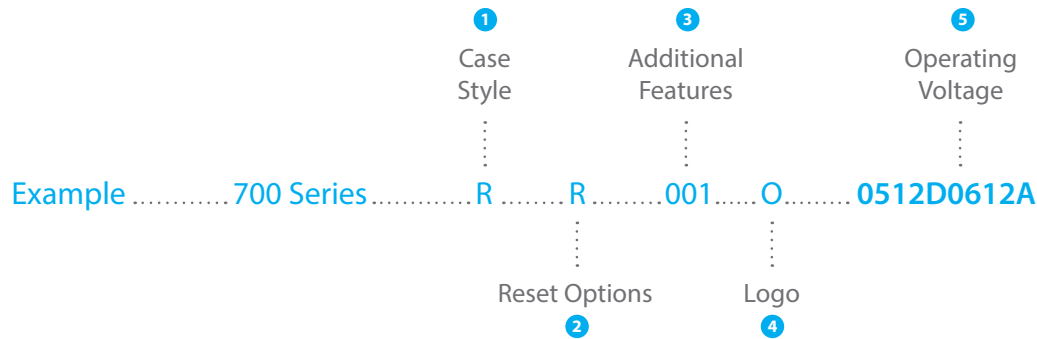 1 3 5
Case Additional Operating
Style Features Voltage
Example ............ 700 Series ............. R ........ R ........ 001 ..... O ........ 0512D0612A
Reset Options Logo
2 4